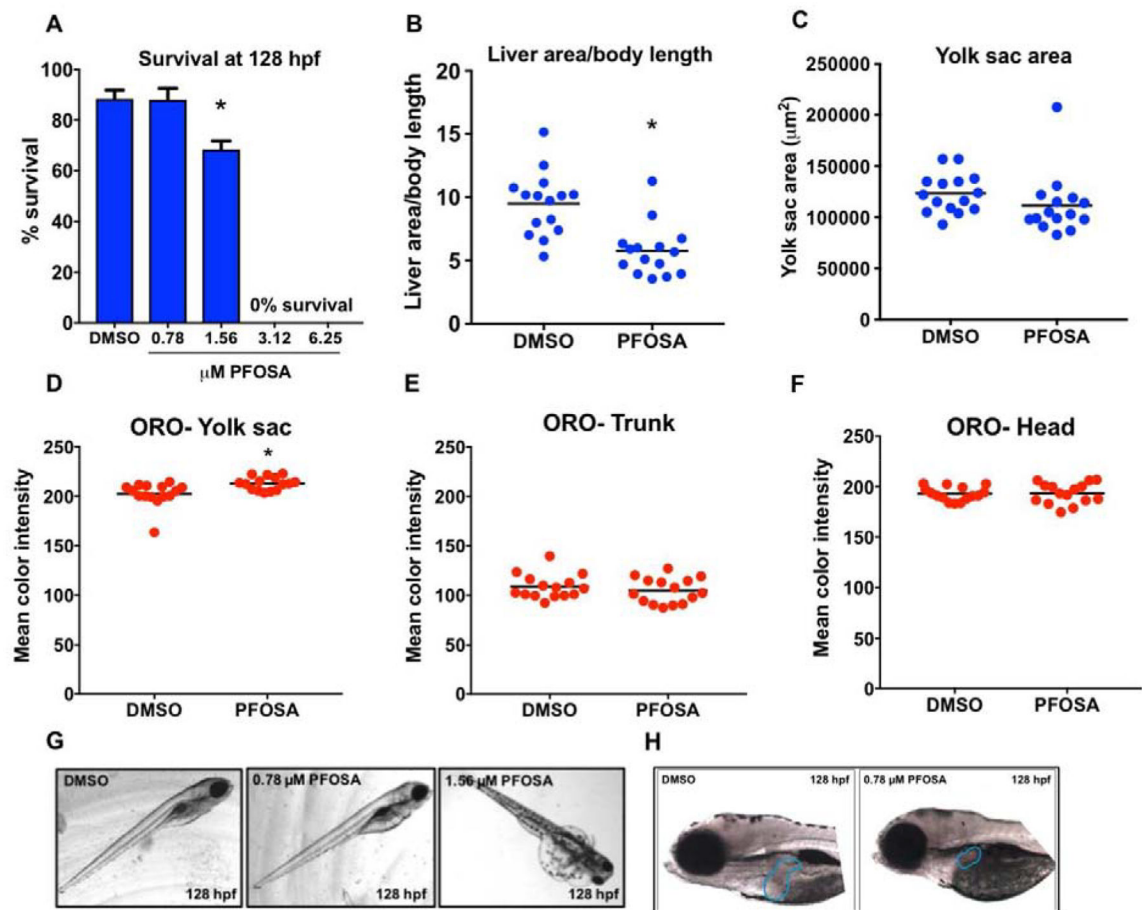 A
Survival at 128 hpf
% survival
100
80
60
40
20
0
*
0% survival
DMSO 0.78 1.56 3.12 6.25
μM PFOSA
B
Liver area/body length
Liver area/body length
20
15
10
5
0
*
DMSO PFOSA
C
Yolk sac area
Yolk sac area (μm²)
250000
200000
150000
100000
50000
0
DMSO PFOSA
D
ORO- Yolk sac
Mean color intensity
250
200
150
100
50
0
*
DMSO PFOSA
E
ORO- Trunk
Mean color intensity
250
200
150
100
50
0
DMSO PFOSA
F
ORO- Head
Mean color intensity
250
200
150
100
50
0
DMSO PFOSA
G
DMSO
128 hpf
0.78 μM PFOSA
128 hpf
1.56 μM PFOSA
128 hpf
H
DMSO 128 hpf
0.78 μM PFOSA 128 hpf